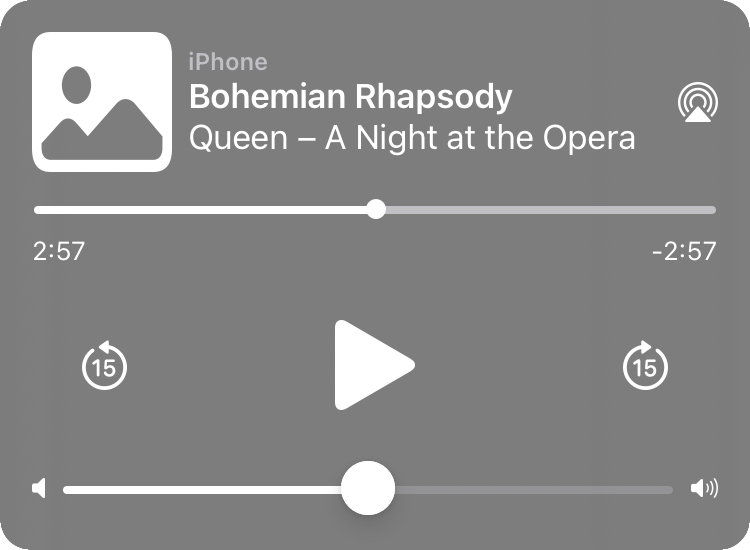 iPhone
Bohemian Rhapsody
Queen – A Night at the Opera
2:57 -2:57
15 15